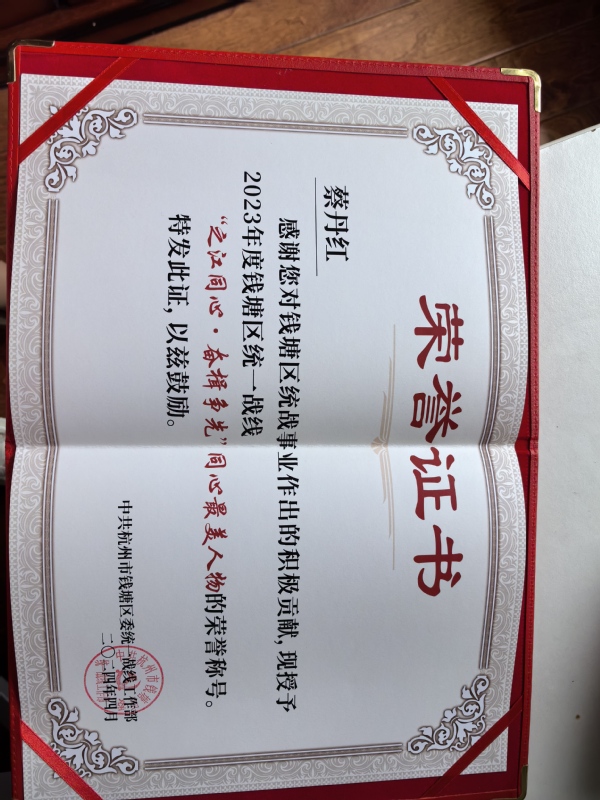 荣誉证书
蔡丹红
感谢您对钱塘区统战事业作出的积极贡献，现授予
2023年度钱塘区统一战线
“之江同心·奋楫争先”同心最美人物的荣誉称号。
特发此证，以兹鼓励。
中共杭州市钱塘区委统一战线工作部
二〇二四年四月